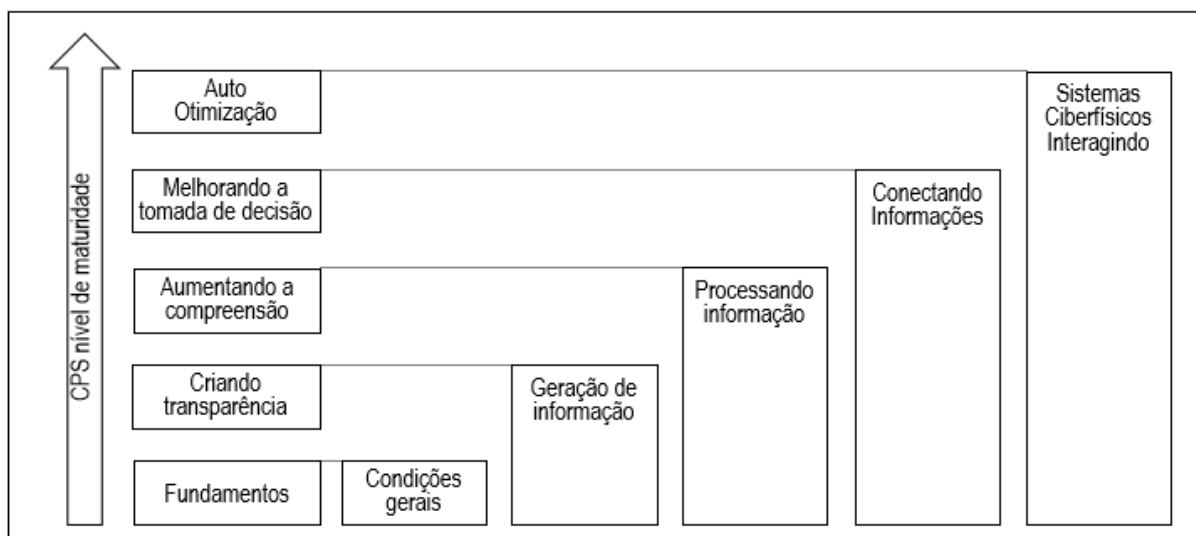 Auto
Otimização
Sistemas
Ciberfísicos
Interagindo
Melhorando a
tomada de decisão
Conectando
Informações
Aumentando a
compreensão
Processando
informação
Criando
transparência
Geração de
informação
Fundamentos
Condições
gerais
CPS nível de maturidade